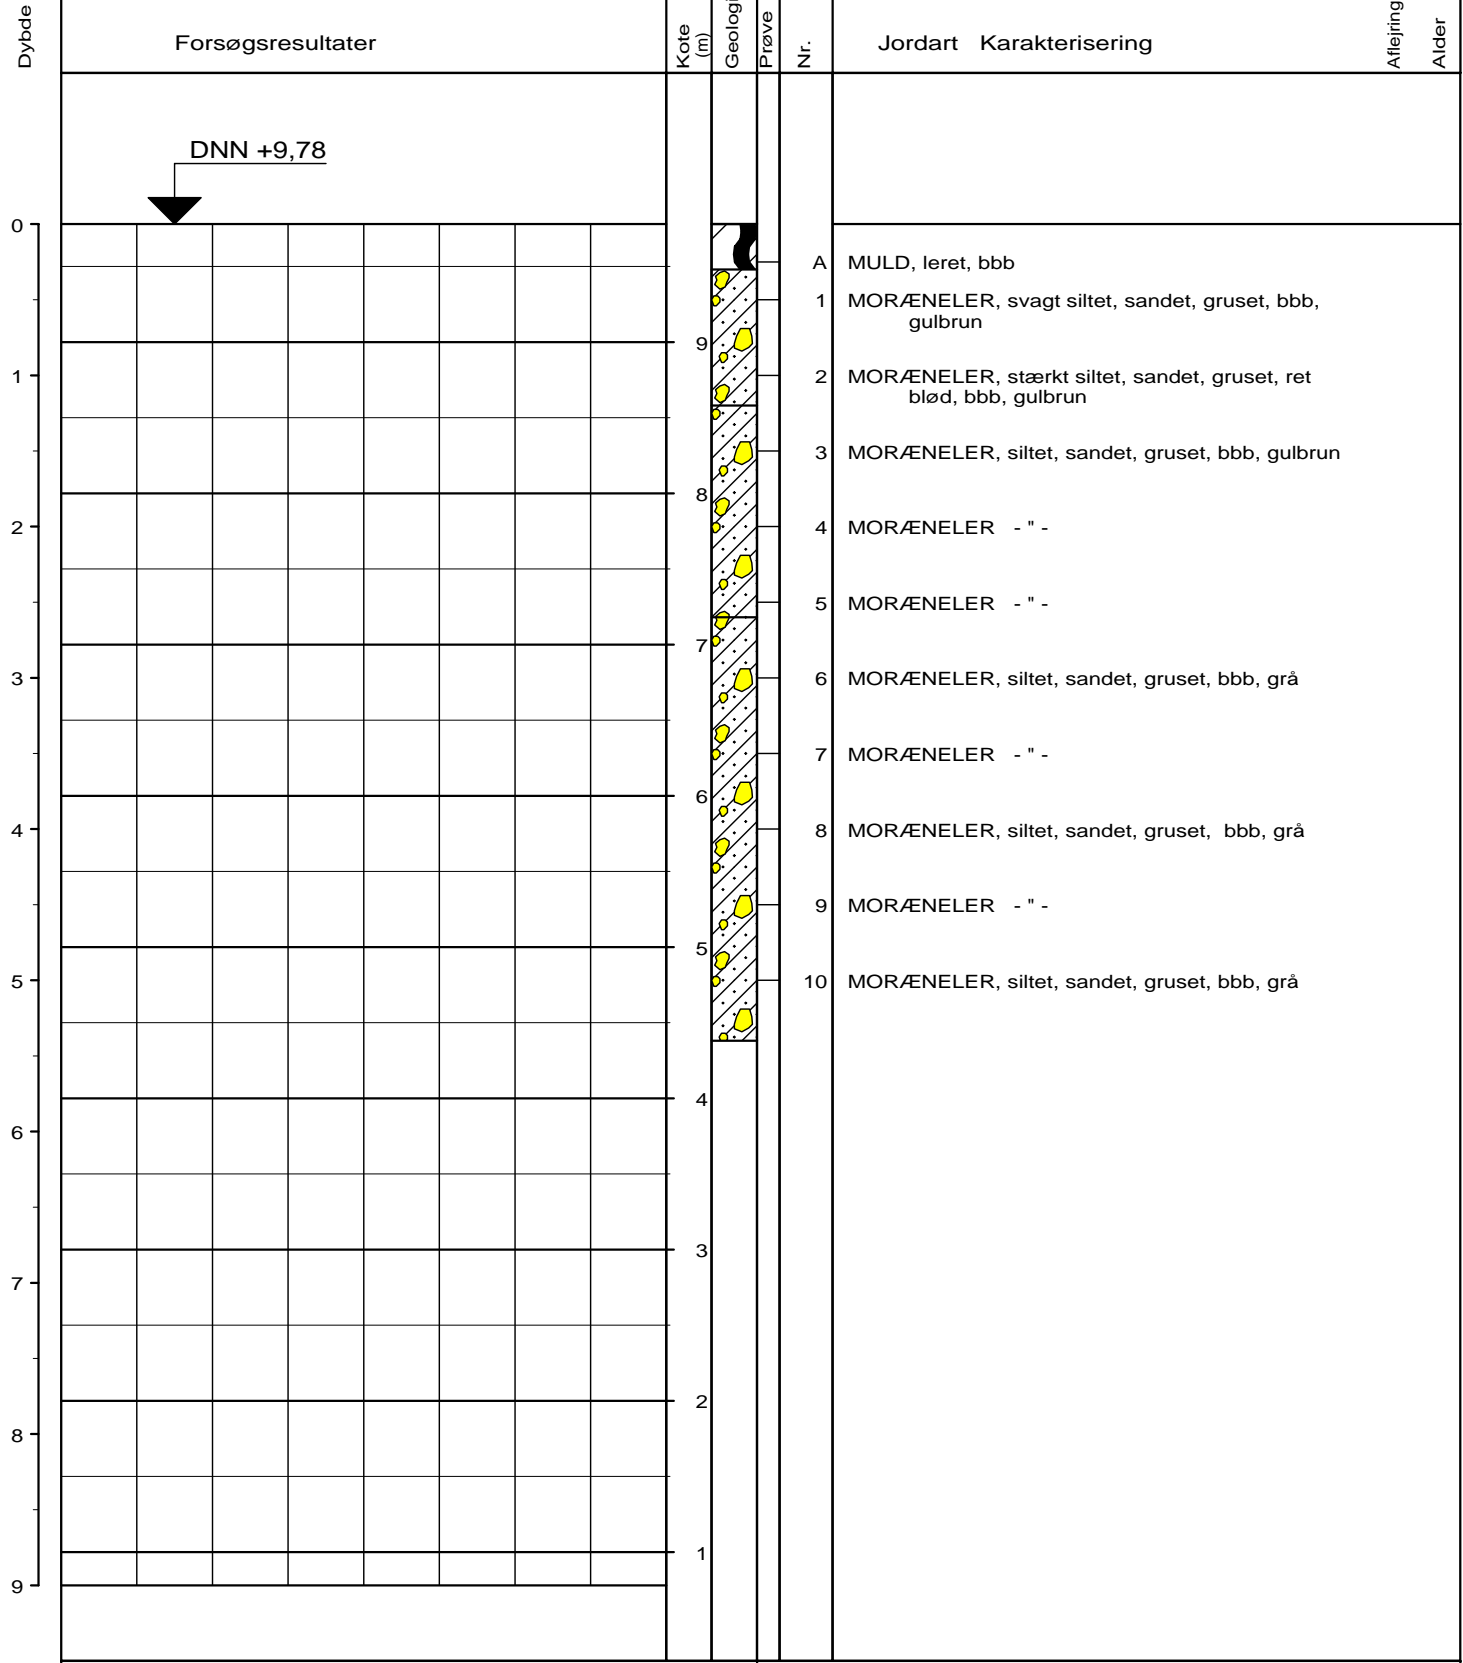 Dybde
Forsøgsresultater
Kote
(m)
Geologi
Prøve
Nr.
Jordart Karakterisering
Aflejring
Alder
DNN +9,78
0
A MULD, leret, bbb
1 MORÆNELER, svagt siltet, sandet, gruset, bbb,
gulbrun
9
1
2 MORÆNELER, stærkt siltet, sandet, gruset, ret
blød, bbb, gulbrun
3 MORÆNELER, siltet, sandet, gruset, bbb, gulbrun
8
2
4 MORÆNELER - " -
5 MORÆNELER - " -
7
3
6 MORÆNELER, siltet, sandet, gruset, bbb, grå
7 MORÆNELER - " -
6
4
8 MORÆNELER, siltet, sandet, gruset, bbb, grå
9 MORÆNELER - " -
5
5
10 MORÆNELER, siltet, sandet, gruset, bbb, grå
4
6
3
7
2
8
1
9